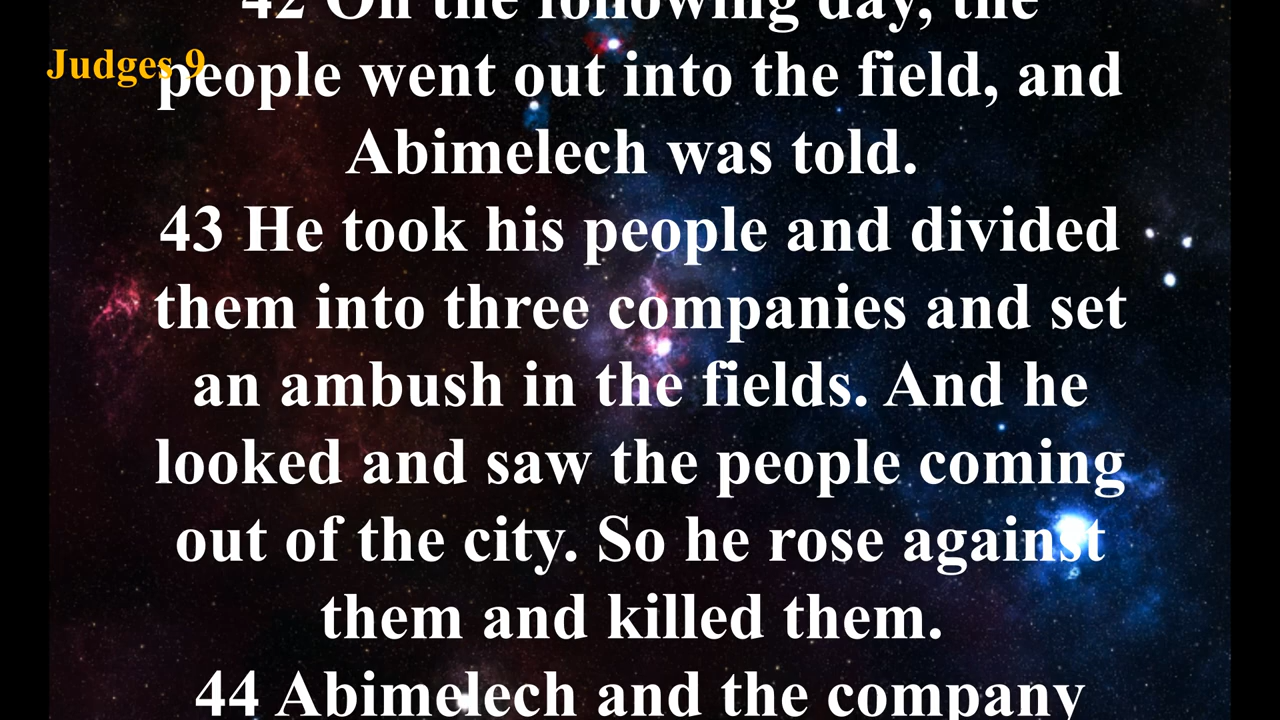 42 On the following day, the
Judges 9
people went out into the field, and
Abimelech was told.
43 He took his people and divided
them into three companies and set
an ambush in the fields. And he
looked and saw the people coming
out of the city. So he rose against
them and killed them.
44 Abimelech and the company